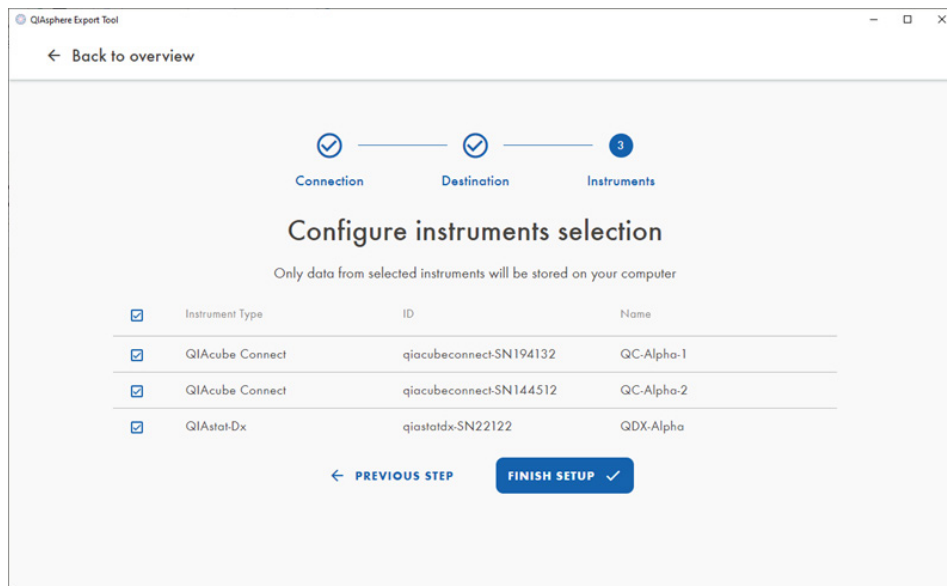 QIAsphere Export Tool
Back to overview
3
Connection Destination Instruments
Configure instruments selection
Only data from selected instruments will be stored on your computer
Instrument Type ID Name
QIAcube Connect qiacubeconnect-SN194132 QC-Alpha-1
QIAcube Connect qiacubeconnect-SN144512 QC-Alpha-2
QIAstat-Dx qiastatdx-SN22122 QDX-Alpha
PREVIOUS STEP FINISH SETUP